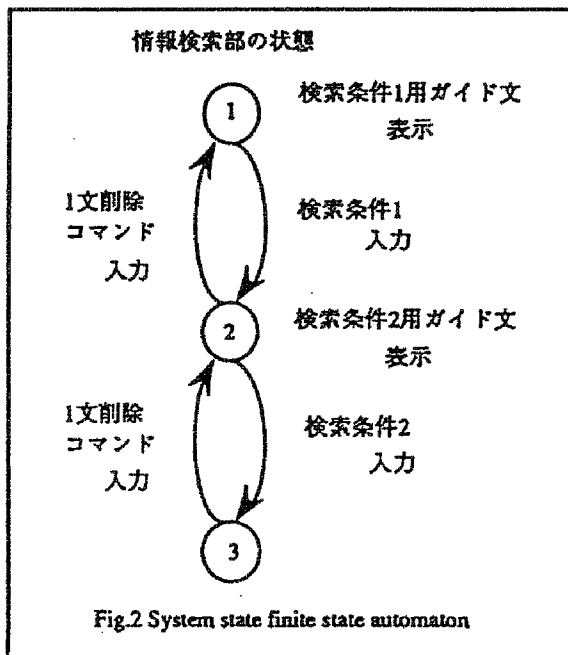 情報検索部の状態
1
検索条件1用ガイド文
表示
1文削除
コマンド
入力
検索条件1
入力
2
検索条件2用ガイド文
表示
1文削除
コマンド
入力
検索条件2
入力
3
Fig.2 System state finite state automaton